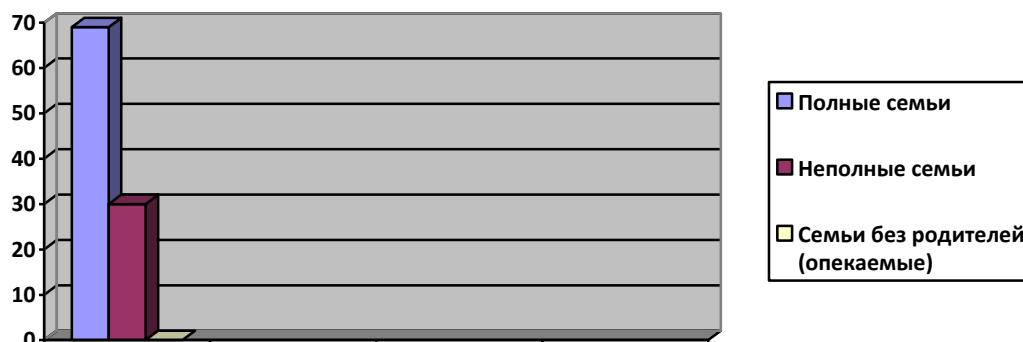 70
60
50
40
30
20
10
0
Полные семьи
Неполные семьи
Семьи без родителей
(опекаемые)